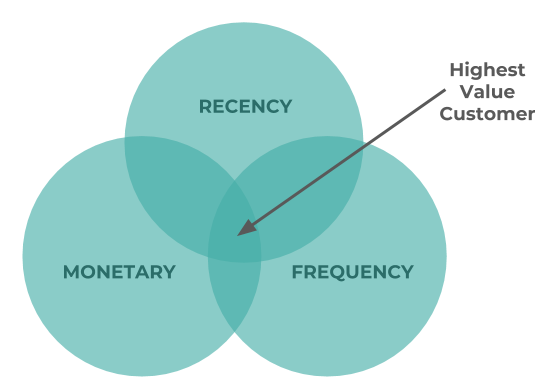 Highest
Value
Customer
RECENCY
MONETARY
FREQUENCY